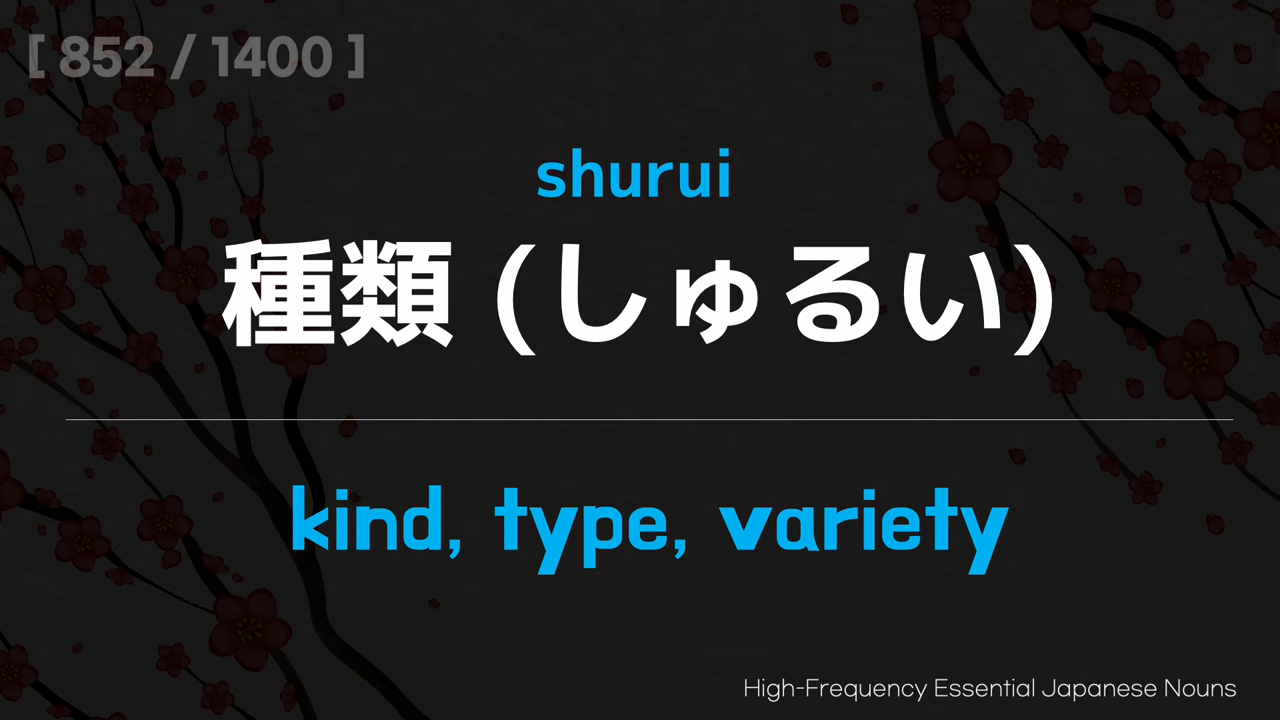 [ 852 / 1400 ]
shurui
種類 (しゅるい)
kind, type, variety
High-Frequency Essential Japanese Nouns